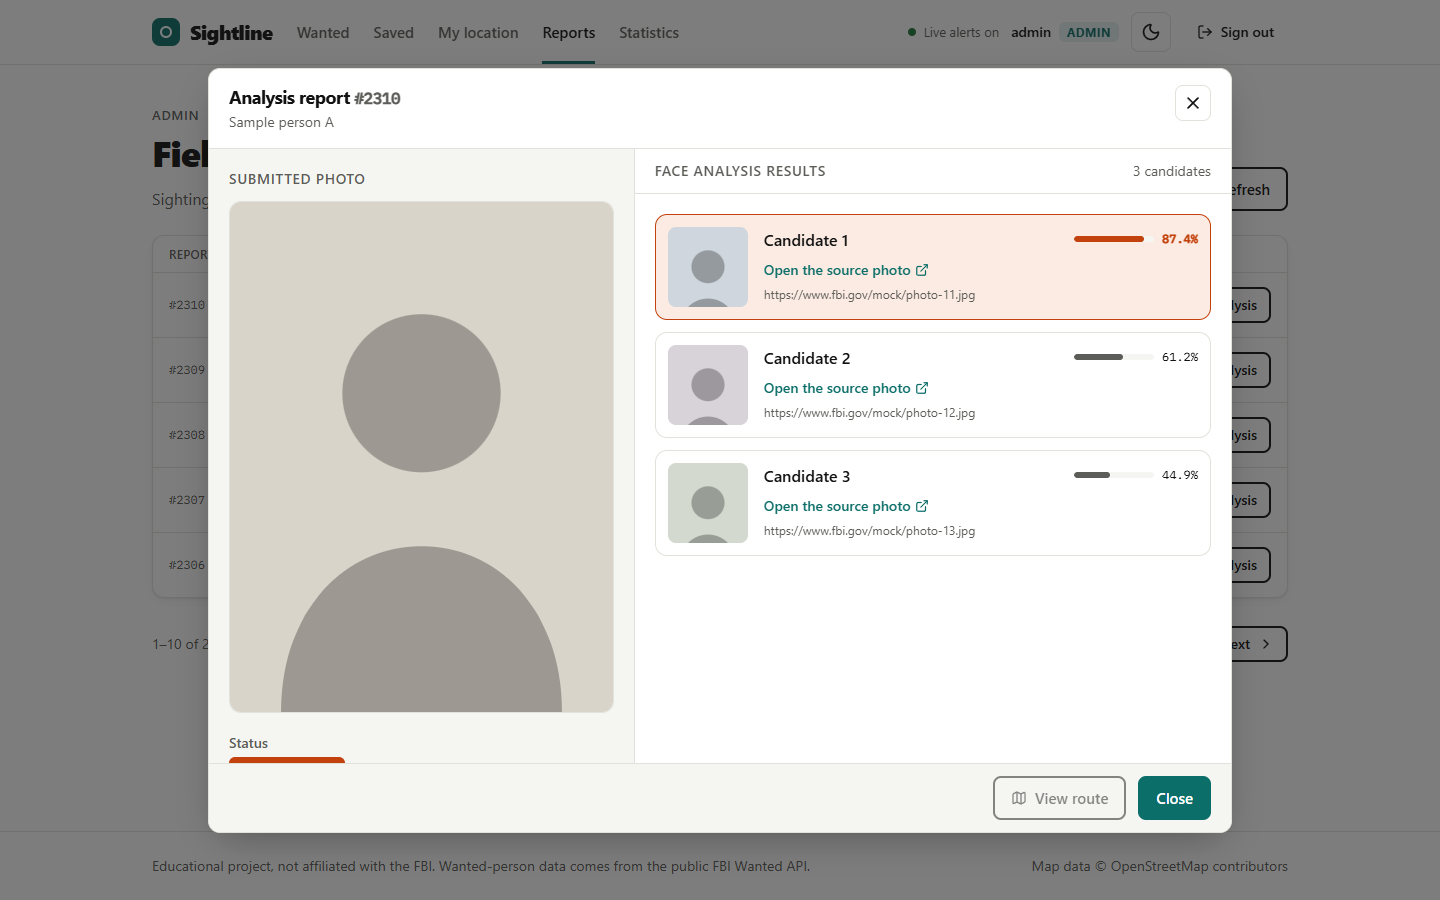 Sightline
Wanted
Saved
My location
Reports
Statistics
Live alerts on
admin
ADMIN
Sign out
ADMIN
Analysis report #2310
Sample person A
SUBMITTED PHOTO
Status
FACE ANALYSIS RESULTS
3 candidates
Candidate 1
87.4%
Open the source photo
https://www.fbi.gov/mock/photo-11.jpg
Candidate 2
61.2%
Open the source photo
https://www.fbi.gov/mock/photo-12.jpg
Candidate 3
44.9%
Open the source photo
https://www.fbi.gov/mock/photo-13.jpg
View route
Close
Sighting
#2310
#2309
#2308
#2307
#2306
1–10 of 2
Educational project, not affiliated with the FBI. Wanted-person data comes from the public FBI Wanted API.
Map data © OpenStreetMap contributors